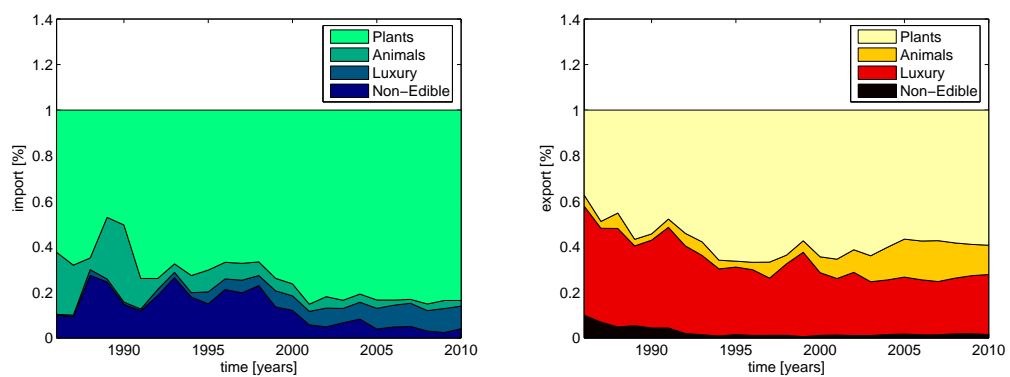 1.4
1.2
1
0.8
0.6
0.4
0.2
0
import [%]
1990
1995
2000
2005
2010
time [years]
Plants
Animals
Luxury
Non−Edible
1.4
1.2
1
0.8
0.6
0.4
0.2
0
export [%]
1990
1995
2000
2005
2010
time [years]
Plants
Animals
Luxury
Non−Edible